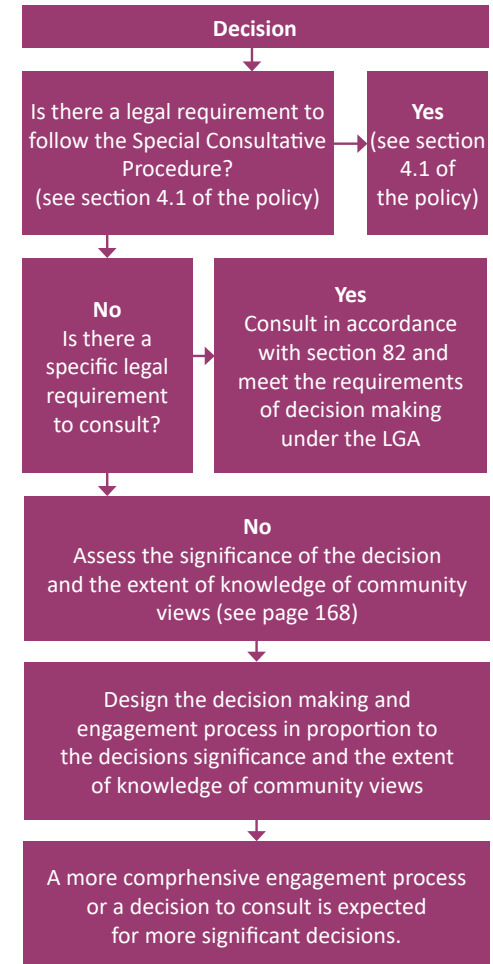 Decision
Is there a legal requirement to
follow the Special Consultative
Procedure?
(see section 4.1 of the policy)
Yes
(see section
4.1 of
the policy)
No
Is there a
specific legal
requirement
to consult?
Yes
Consult in accordance
with section 82 and
meet the requirements
of decision making
under the LGA
No
Assess the significance of the decision
and the extent of knowledge of community
views (see page 168)
Design the decision making and
engagement process in proportion to
the decisions significance and the extent
of knowledge of community views
A more comprhensive engagement process
or a decision to consult is expected
for more significant decisions.